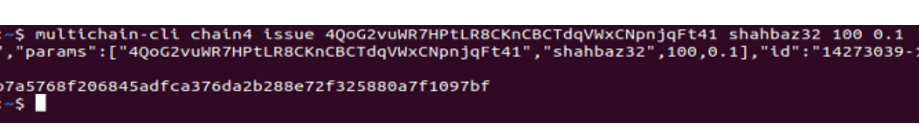 :~$ multichain-cli chain4 issue 4QoG2vuWR7HPtLR8CKnCBCTdqVWxCNpnjqFt41 shahbaz32 100 0.1
","params":["4QoG2vuWR7HPtLR8CKnCBCTdqVWxCNpnjqFt41","shahbaz32",100,0.1],"id":"14273039-1
b7a5768f206845adfca376da2b288e72f325880a7f1097bf
:~$